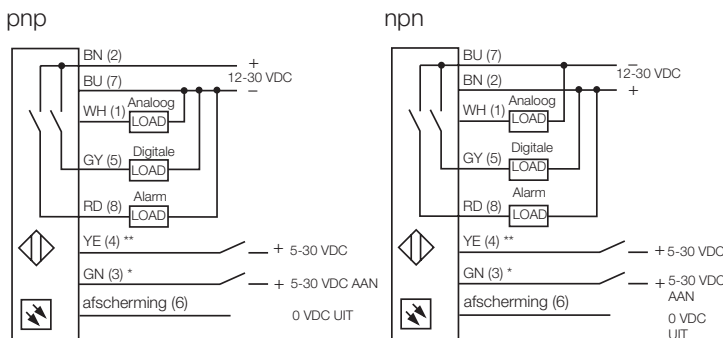 pnp
BN (2)
+
12-30 VDC
BU (7)
–
Analoog
WH (1)
LOAD
Digitale
GY (5)
LOAD
Alarm
RD (8)
LOAD
YE (4) **
+ 5-30 VDC
GN (3) *
+ 5-30 VDC AAN
afscherming (6)
0 VDC UIT
npn
BU (7)
–
12-30 VDC
BN (2)
+
Analoog
WH (1)
LOAD
Digitale
GY (5)
LOAD
Alarm
RD (8)
LOAD
YE (4) **
+ 5-30 VDC
GN (3) *
+ 5-30 VDC
AAN
afscherming (6)
0 VDC
UIT